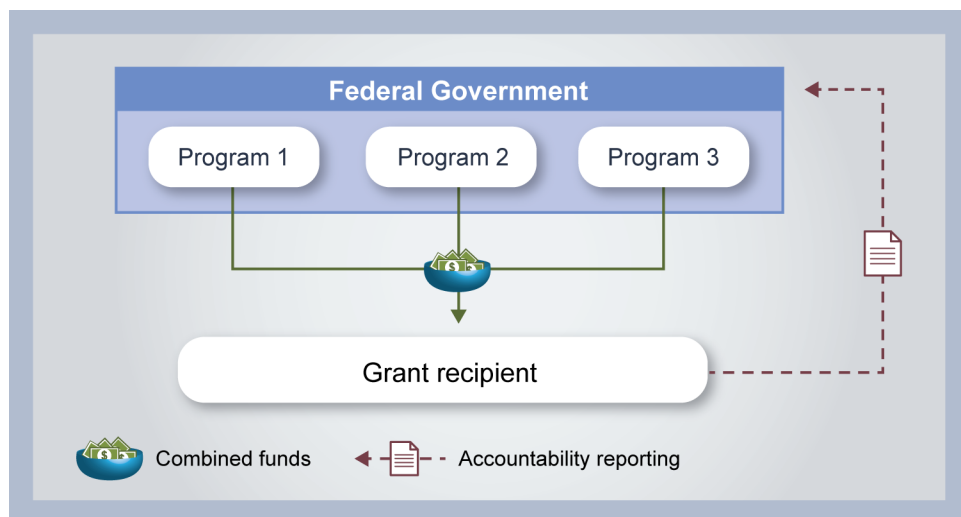 Federal Government
Program 1
Program 2
Program 3
Grant recipient
Combined funds
Accountability reporting